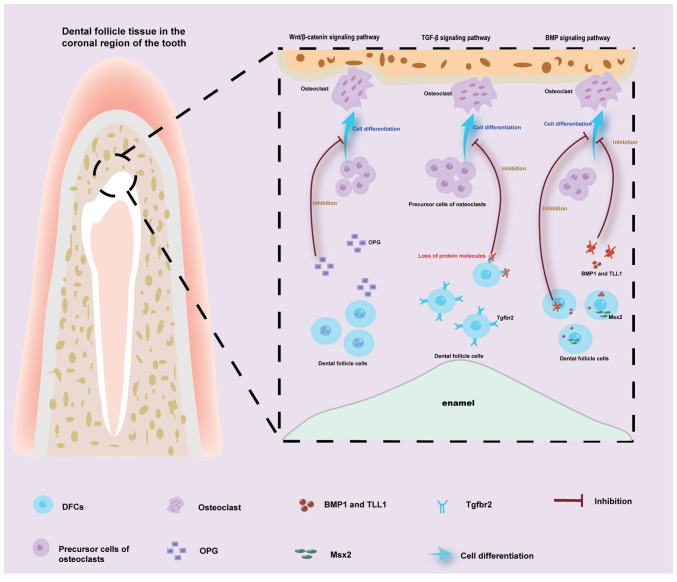 Dental follicle tissue in the
coronal region of the tooth
Wnt/β-catenin signaling pathway
TGF-β signaling pathway
BMP signaling pathway
Osteoclast
Osteoclast
Osteoclast
Cell differentiation
Cell differentiation
Cell differentiation
Inhibition
Inhibition
Inhibition
Inhibition
Precursor cells of osteoclasts
OPG
Loss of protein molecules
BMP1 and TLL1
Tgfbr2
Msx2
Dental follicle cells
Dental follicle cells
Dental follicle cells
enamel
DFCs
Osteoclast
BMP1 and TLL1
Tgfbr2
Inhibition
Precursor cells of
osteoclasts
OPG
Msx2
Cell differentiation